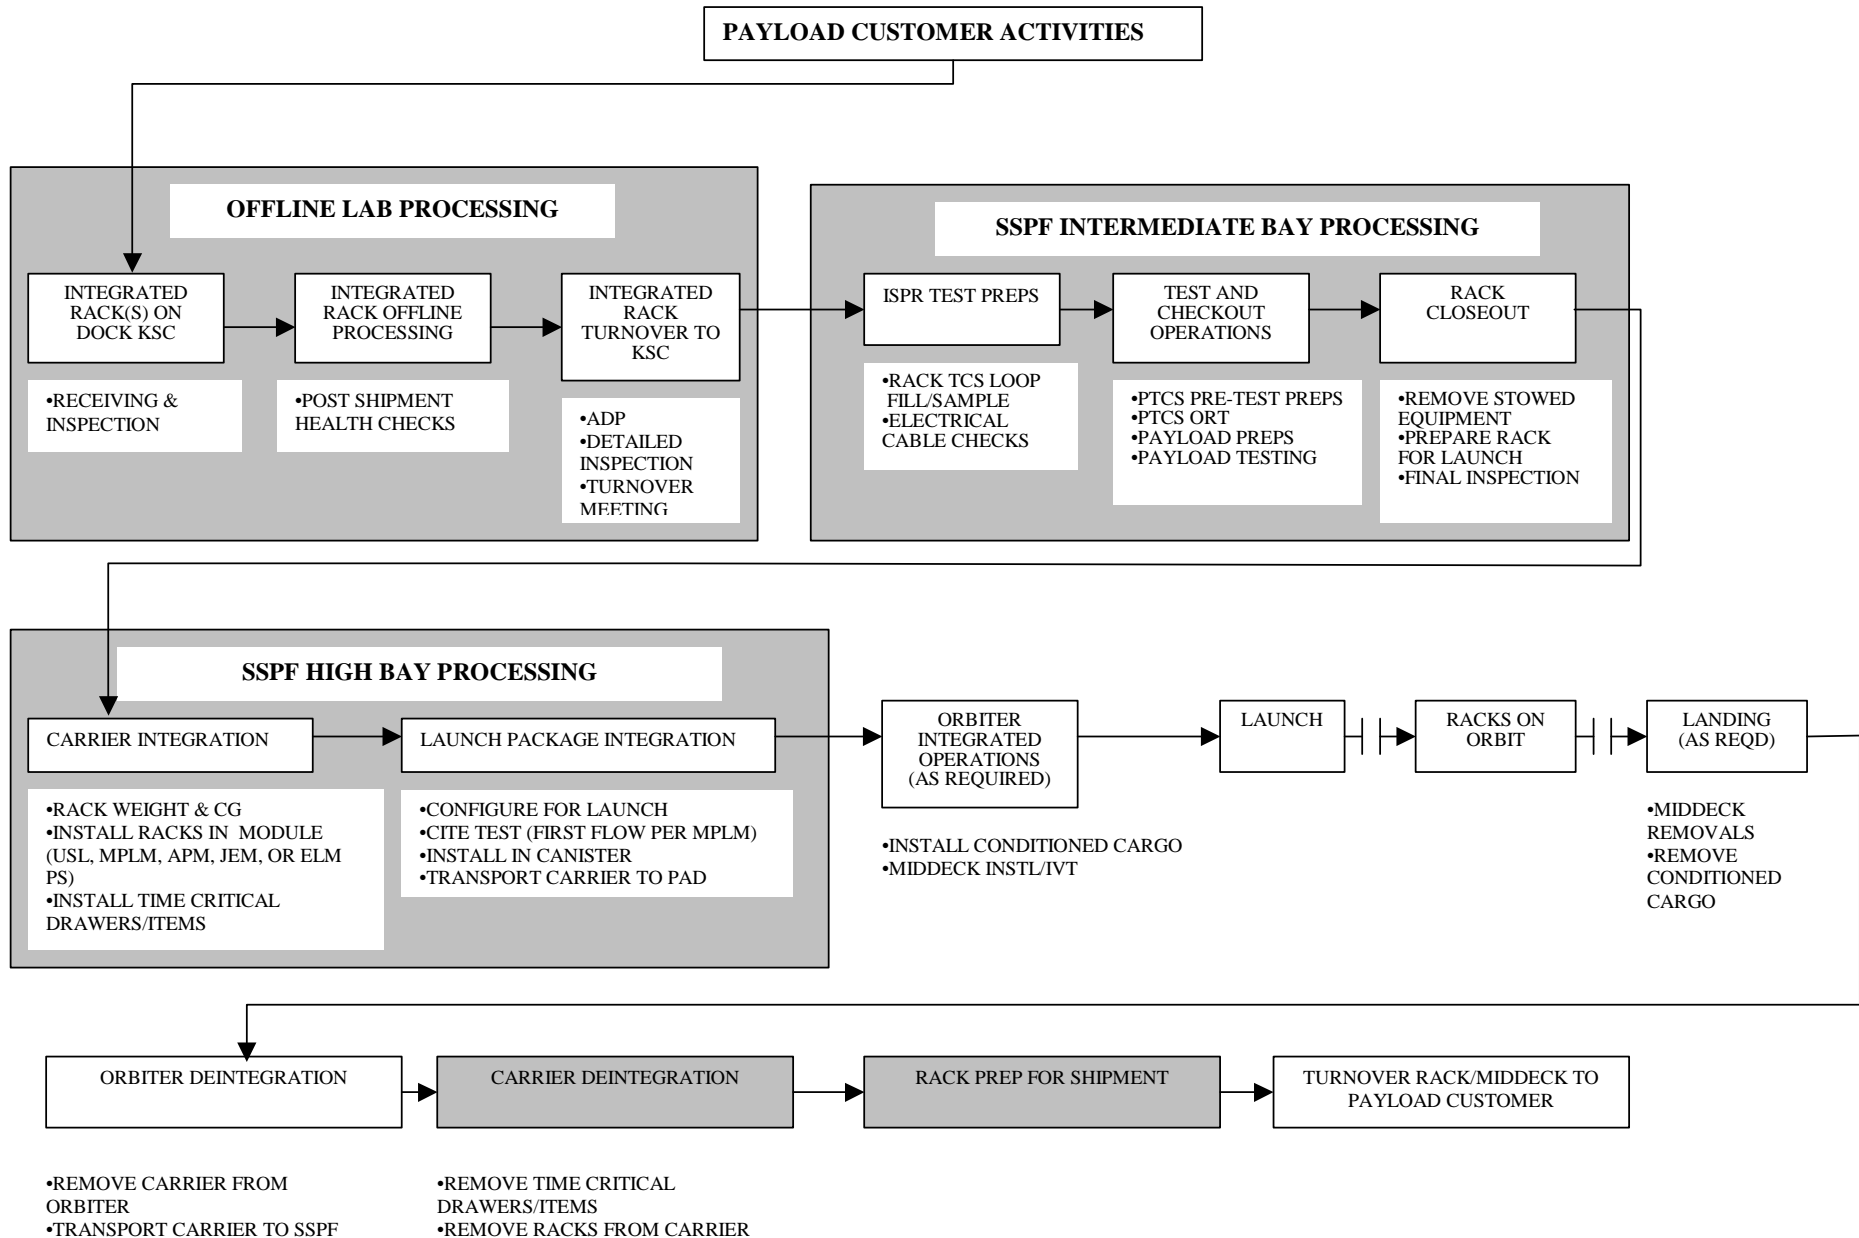 PAYLOAD CUSTOMER ACTIVITIES
OFFLINE LAB PROCESSING
INTEGRATED
RACK(S) ON
DOCK KSC
•RECEIVING &
INSPECTION
INTEGRATED
RACK OFFLINE
PROCESSING
•POST SHIPMENT
HEALTH CHECKS
INTEGRATED
RACK
TURNOVER TO
KSC
•ADP
•DETAILED
INSPECTION
•TURNOVER
MEETING
SSPF INTERMEDIATE BAY PROCESSING
ISPR TEST PREPS
•RACK TCS LOOP
FILL/SAMPLE
•ELECTRICAL
CABLE CHECKS
TEST AND
CHECKOUT
OPERATIONS
•PTCS PRE-TEST PREPS
•PTCS ORT
•PAYLOAD PREPS
•PAYLOAD TESTING
RACK
CLOSEOUT
•REMOVE STOWED
EQUIPMENT
•PREPARE RACK
FOR LAUNCH
•FINAL INSPECTION
SSPF HIGH BAY PROCESSING
CARRIER INTEGRATION
•RACK WEIGHT & CG
•INSTALL RACKS IN MODULE
(USL, MPLM, APM, JEM, OR ELM
PS)
•INSTALL TIME CRITICAL
DRAWERS/ITEMS
LAUNCH PACKAGE INTEGRATION
•CONFIGURE FOR LAUNCH
•CITE TEST (FIRST FLOW PER MPLM)
•INSTALL IN CANISTER
•TRANSPORT CARRIER TO PAD
ORBITER
INTEGRATED
OPERATIONS
(AS REQUIRED)
•INSTALL CONDITIONED CARGO
•MIDDECK INSTL/IVT
LAUNCH
RACKS ON
ORBIT
LANDING
(AS REQD)
•MIDDECK
REMOVALS
•REMOVE
CONDITIONED
CARGO
ORBITER DEINTEGRATION
•REMOVE CARRIER FROM
ORBITER
•TRANSPORT CARRIER TO SSPF
CARRIER DEINTEGRATION
•REMOVE TIME CRITICAL
DRAWERS/ITEMS
•REMOVE RACKS FROM CARRIER
RACK PREP FOR SHIPMENT
TURNOVER RACK/MIDDECK TO
PAYLOAD CUSTOMER